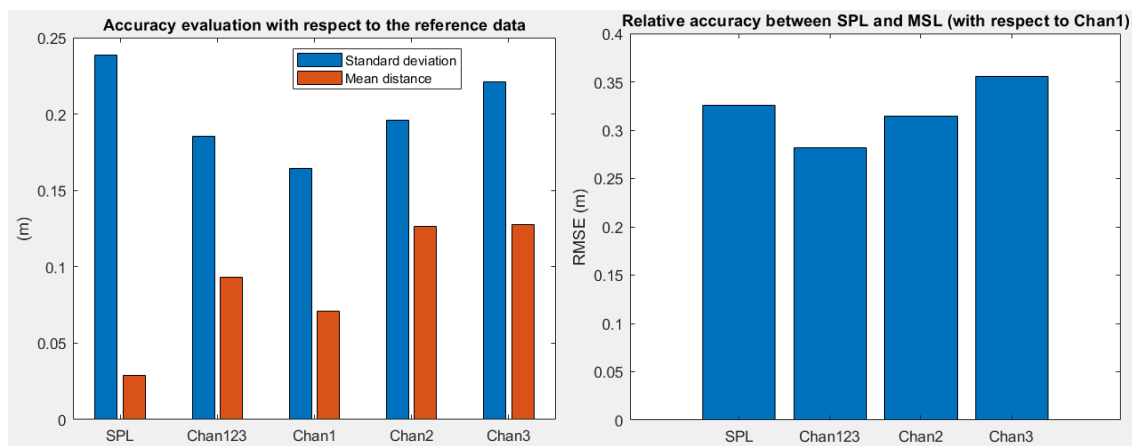 Accuracy evaluation with respect to the reference data
0.25
0.2
0.15
0.1
0.05
0
(m)
Standard deviation
Mean distance
SPL Chan123 Chan1 Chan2 Chan3
Relative accuracy between SPL and MSL (with respect to Chan1)
0.4
0.35
0.3
0.25
0.2
0.15
0.1
0.05
0
RMSE (m)
SPL Chan123 Chan2 Chan3